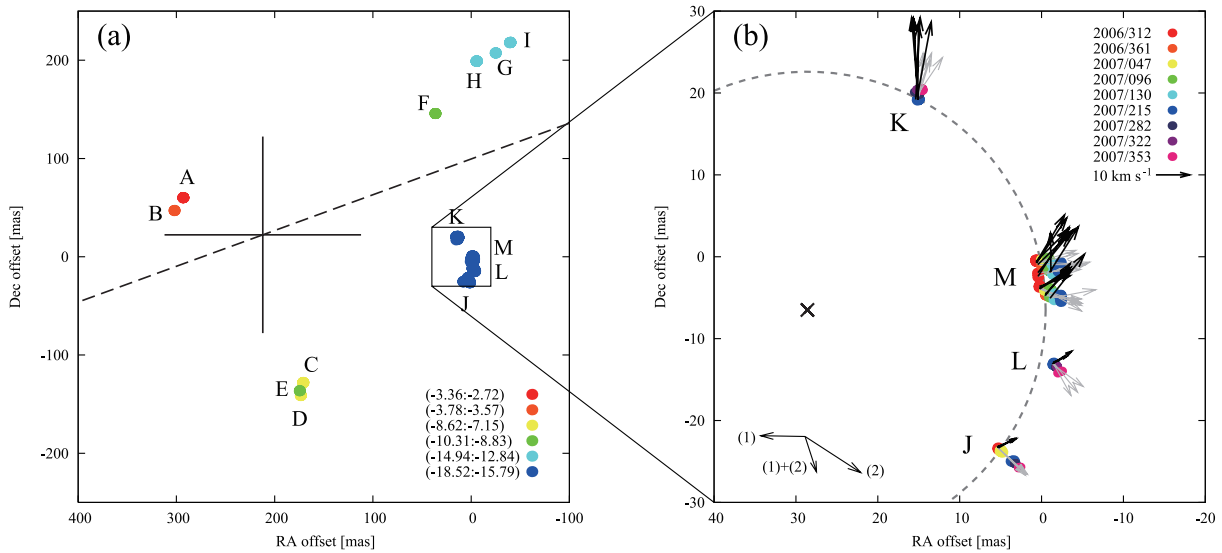 (a)
200
100
0
-100
-200
400
300
200
100
0
-100
RA offset [mas]
Dec offset [mas]
A
B
C
D
E
F
G
H
I
K
M
L
J
(-3.36:-2.72)
(-3.78:-3.57)
(-8.62:-7.15)
(-10.31:-8.83)
(-14.94:-12.84)
(-18.52:-15.79)
(b)
30
20
10
0
-10
-20
-30
40
30
20
10
0
-10
-20
RA offset [mas]
Dec offset [mas]
K
M
L
J
2006/312
2006/361
2007/047
2007/096
2007/130
2007/215
2007/282
2007/322
2007/353
10 km s⁻¹
(1)
(1)+(2)
(2)